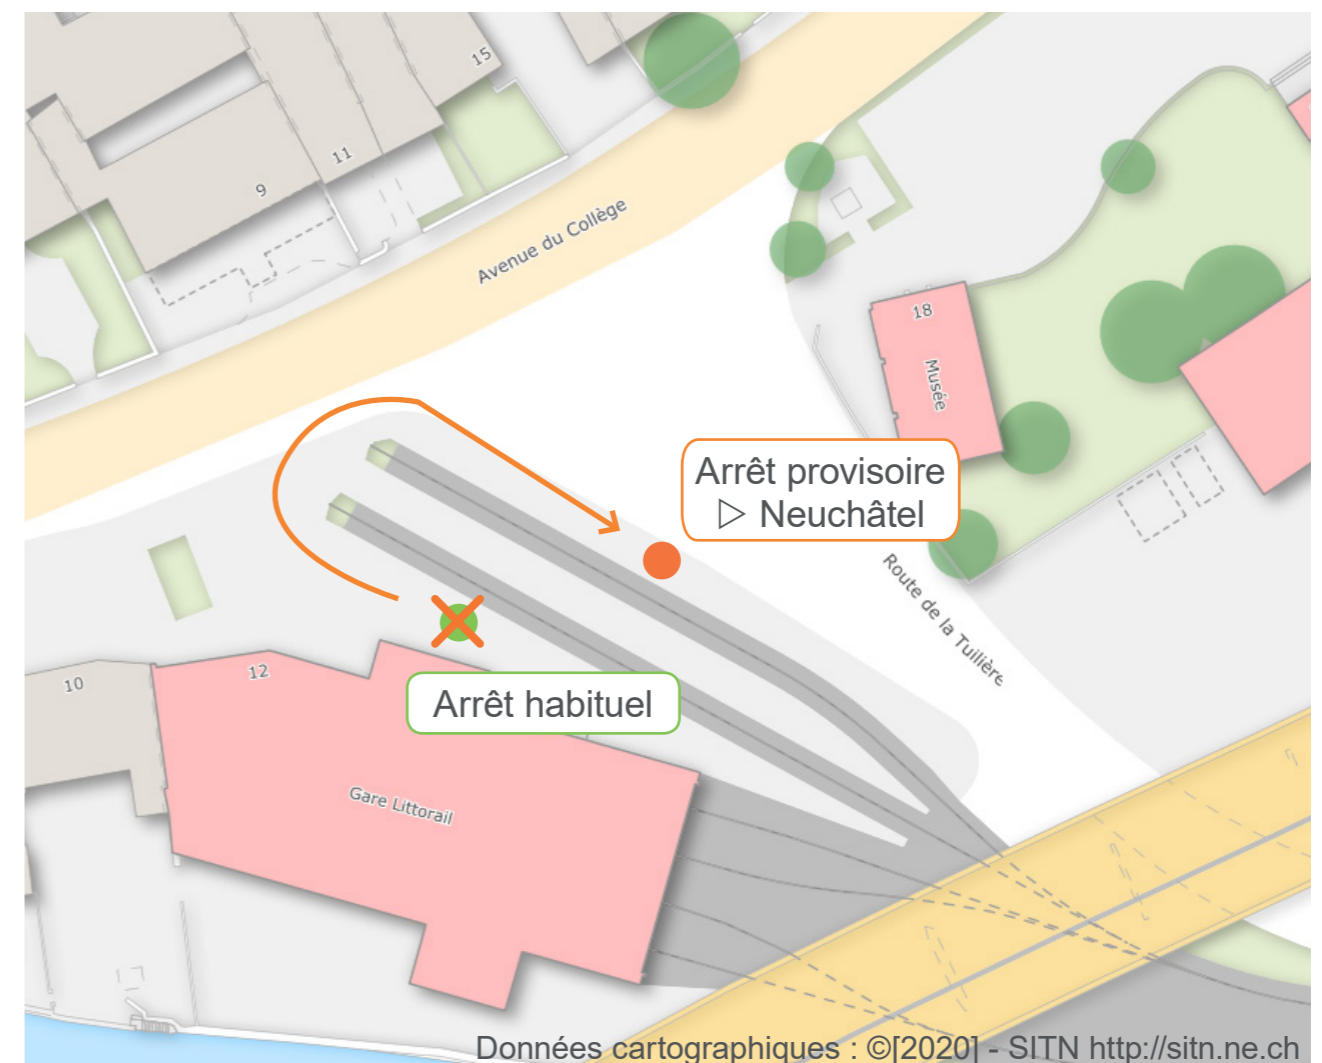 15
11
9
Avenue du Collège
18
Musée
Arrêt provisoire
▷ Neuchâtel
Route de la Tuilière
10
12
Arrêt habituel
Gare Littorail
Données cartographiques : ©[2020] - SITN http://sitn.ne.ch